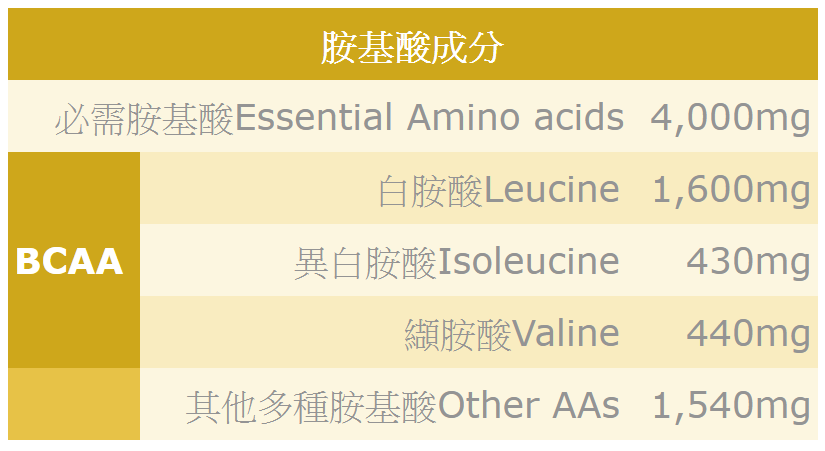 胺基酸成分
必需胺基酸Essential Amino acids 4,000mg
白胺酸Leucine 1,600mg
BCAA 異白胺酸Isoleucine 430mg
纈胺酸Valine 440mg
其他多種胺基酸Other AAs 1,540mg